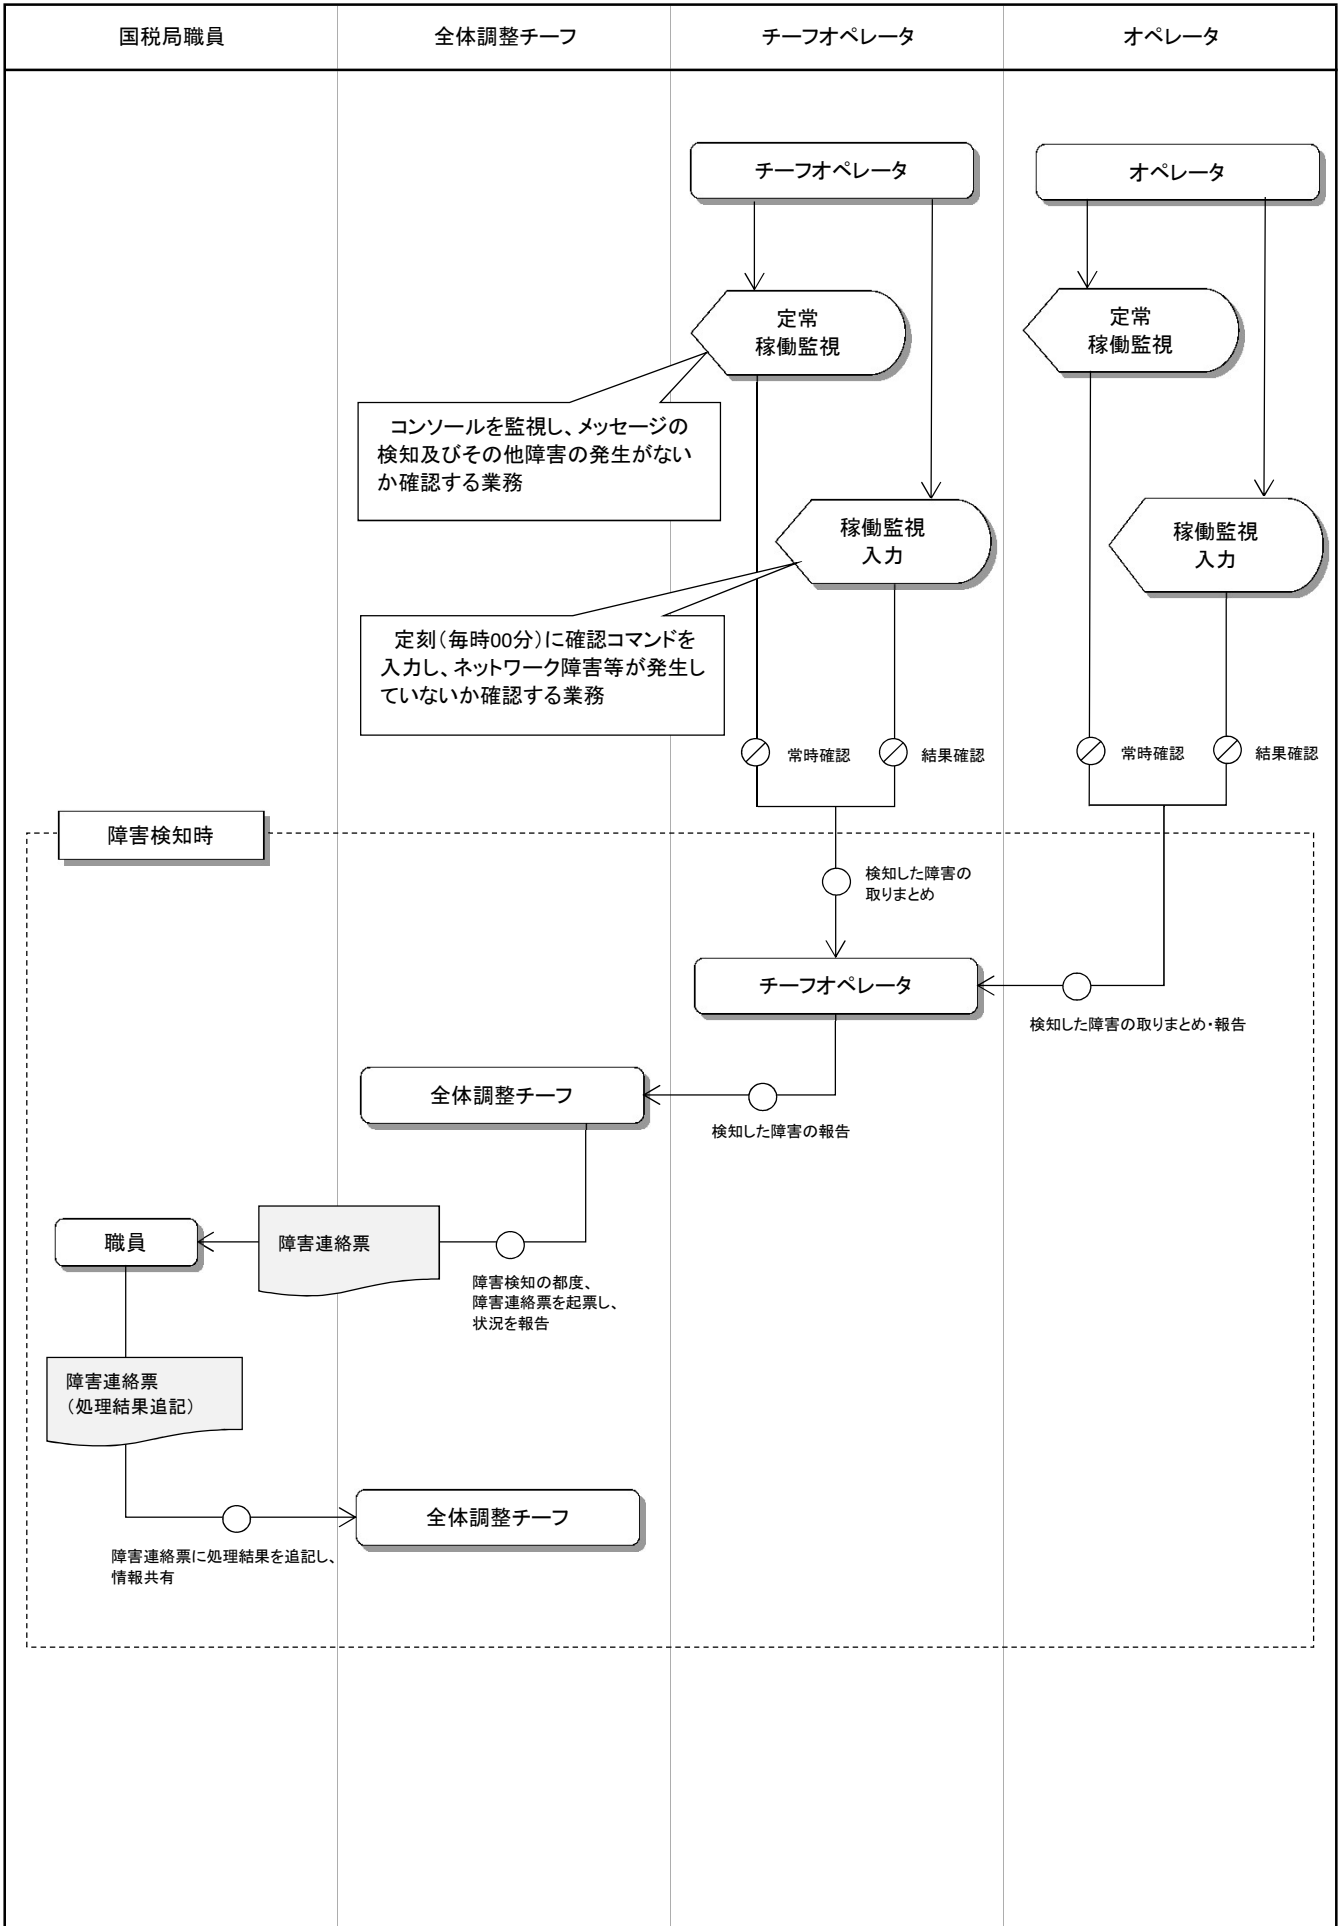 国税局職員
全体調整チーフ
チーフオペレータ
オペレータ
チーフオペレータ
オペレータ
定常
稼働監視
定常
稼働監視
コンソールを監視し、メッセージの
検知及びその他障害の発生がない
か確認する業務
稼働監視
入力
稼働監視
入力
定刻（毎時00分）に確認コマンドを
入力し、ネットワーク障害等が発生し
ていないか確認する業務
常時確認
結果確認
常時確認
結果確認
障害検知時
検知した障害の
取りまとめ
チーフオペレータ
検知した障害の取りまとめ・報告
全体調整チーフ
検知した障害の報告
職員
障害連絡票
障害検知の都度、
障害連絡票を起票し、
状況を報告
障害連絡票
（処理結果追記）
全体調整チーフ
障害連絡票に処理結果を追記し、
情報共有